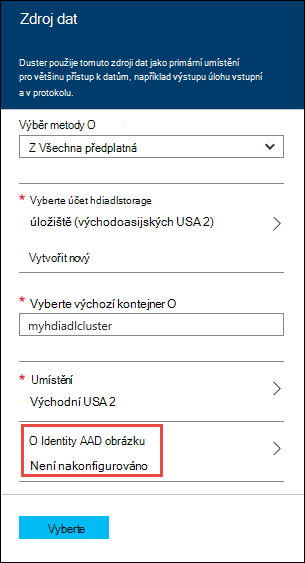 Zdroj dat
Duster použije tomuto zdroji dat jako primární umístění
pro většinu přístup k datům, například výstupu úlohu vstupní
a v protokolu.
Výběr metody O
Z Všechna předplatná
* Vyberte účet hdiadlstorage
úložiště (východoasijských USA 2)
Vytvořit nový
* Vyberte výchozí kontejner O
myhdiadlcluster
* Umístění
Východní USA 2
O Identity AAD obrázku
Není nakonfigurováno
Vyberte